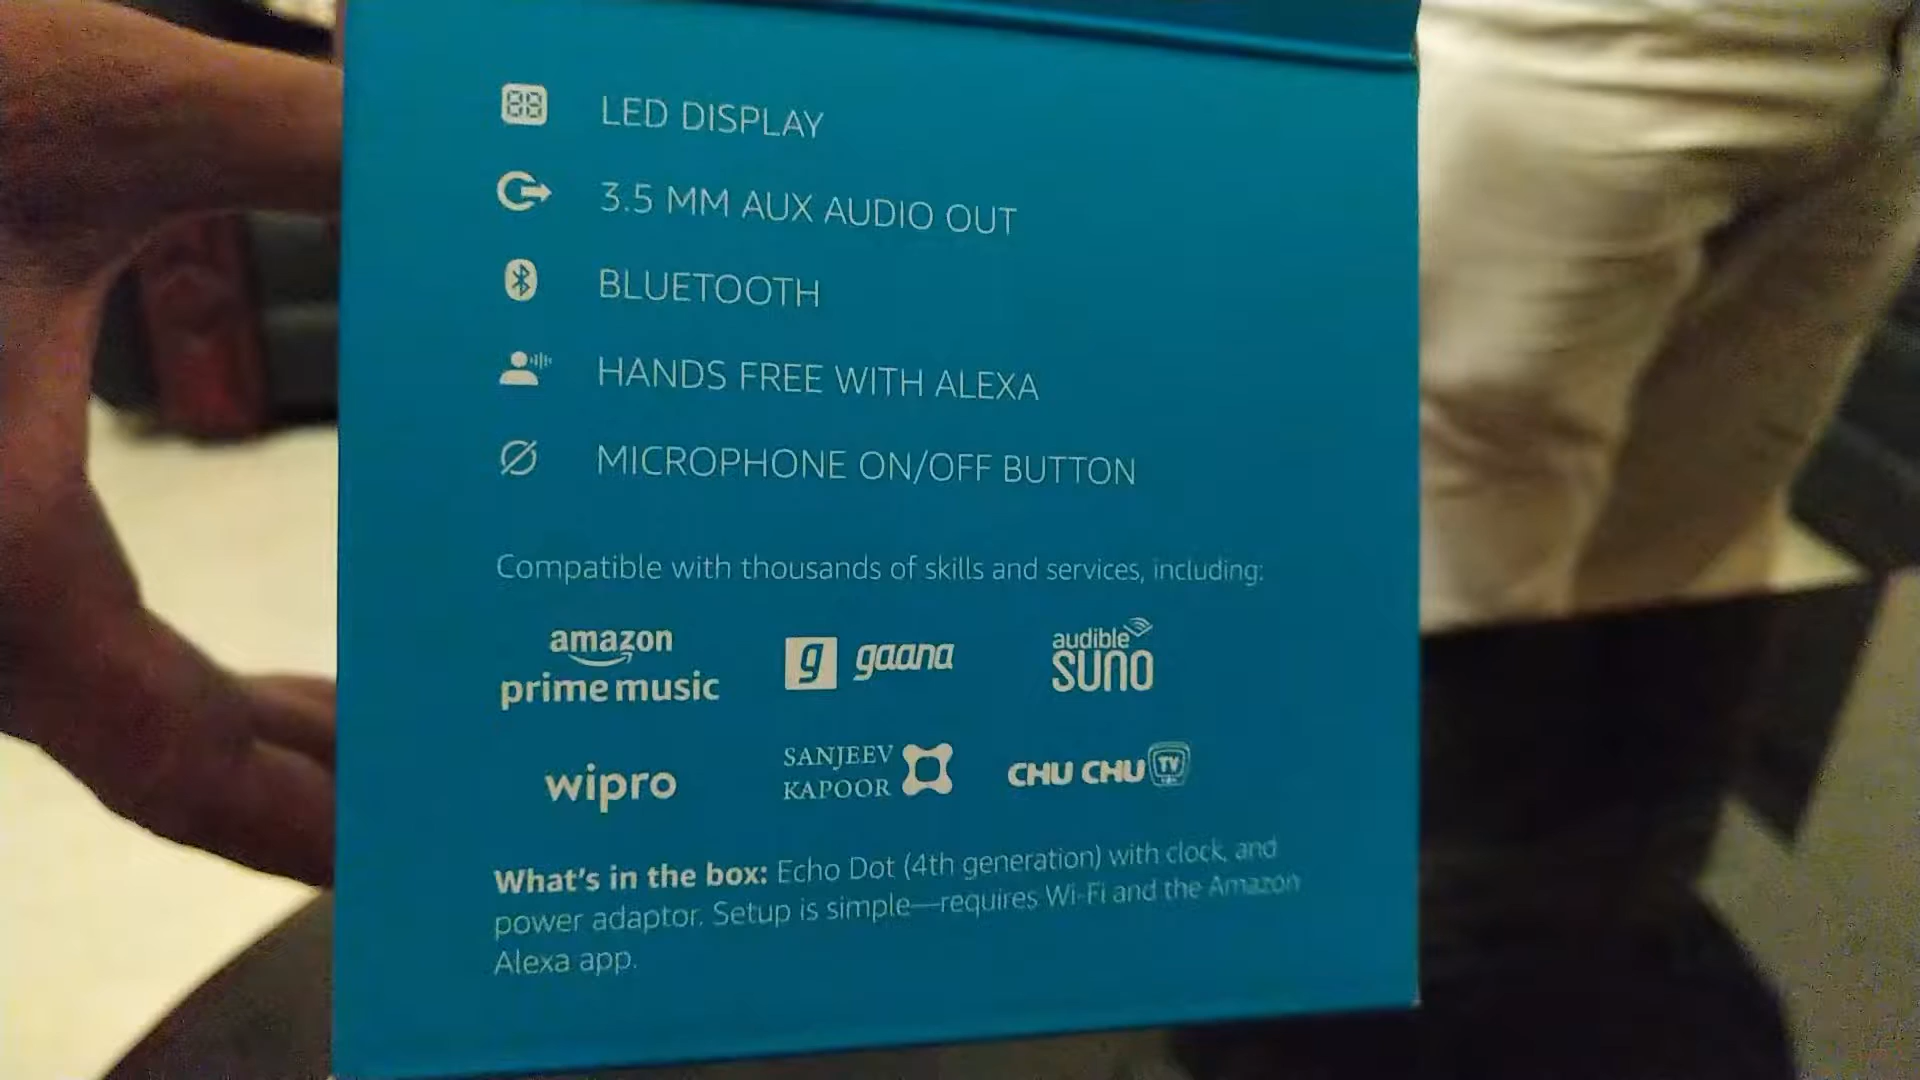 LED DISPLAY
3.5 MM AUX AUDIO OUT
BLUETOOTH
HANDS FREE WITH ALEXA
MICROPHONE ON/OFF BUTTON
Compatible with thousands of skills and services, including:
amazon
prime music
g gaana
audible
suno
wipro
SANJEEV
KAPOOR
CHU CHU TV
What's in the box: Echo Dot (4th generation) with clock, and
power adaptor. Setup is simple—requires Wi-Fi and the Amazon
Alexa app.